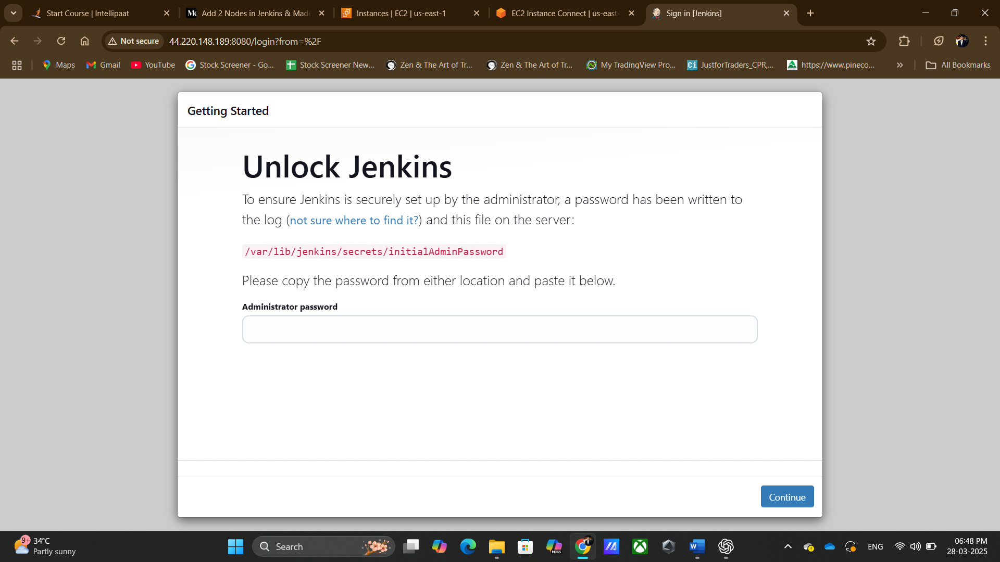 Start Course | Intellipaat
Add 2 Nodes in Jenkins & Made
Instances | EC2 | us-east-1
EC2 Instance Connect | us-east-
Sign in [Jenkins]
Not secure
44.220.148.189:8080/login?from=%2F
Maps
Gmail
YouTube
Stock Screener - Go...
Stock Screener New...
Zen & The Art of Tr...
Zen & The Art of Tr...
My TradingView Pro...
Ci
JustforTraders_CPR,...
https://www.pineco...
All Bookmarks
Getting Started
Unlock Jenkins
To ensure Jenkins is securely set up by the administrator, a password has been written to
the log (not sure where to find it?) and this file on the server:
/var/lib/jenkins/secrets/initialAdminPassword
Please copy the password from either location and paste it below.
Administrator password
Continue
9+
34°C
Partly sunny
Search
M365
W
ENG
06:48 PM
28-03-2025